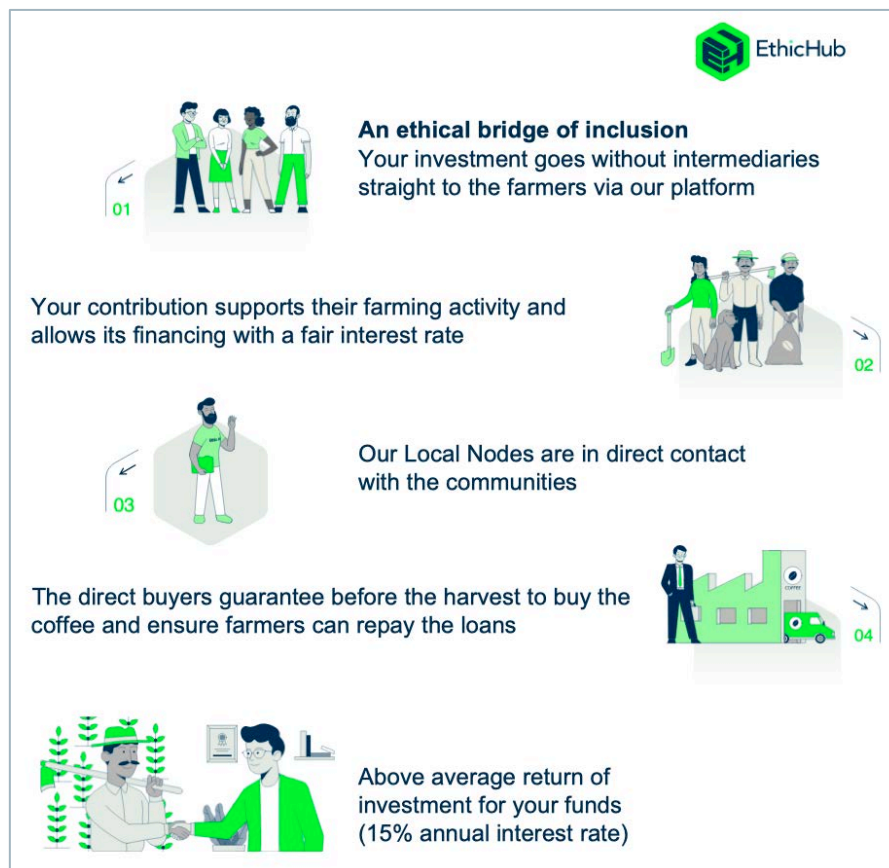 EthicHub
An ethical bridge of inclusion
Your investment goes without intermediaries
straight to the farmers via our platform
01
Your contribution supports their farming activity and
allows its financing with a fair interest rate
02
Our Local Nodes are in direct contact
with the communities
03
The direct buyers guarantee before the harvest to buy the
coffee and ensure farmers can repay the loans
COFFEE
04
Above average return of
investment for your funds
(15% annual interest rate)